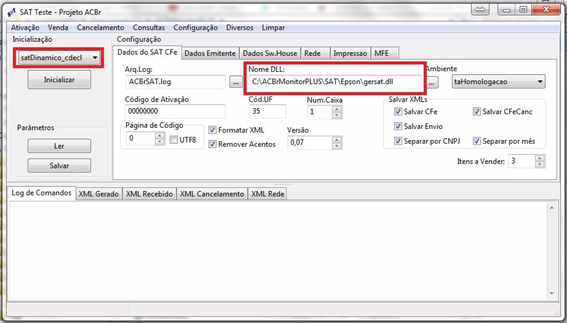 SAT Teste - Projeto ACBr
Ativação Venda Cancelamento Consultas Configuração Diversos Limpar
Inicialização
satDinamico_cdecl
Inicializar
Parâmetros
Ler
Salvar
Configuração
Dados do SAT CFe Dados Emitente Dados Sw.House Rede Impressao MFE
Arq.Log: Nome DLL: Ambiente
ACBrSAT.log ... C:\ACBrMonitorPLUS\SAT\Epson\gersat.dll ... taHomologacao
Código de Ativação Cód.UF Num.Caixa
00000000 35 1
Página de Código
0 UTF8
Formatar XML
Remover Acentos
Versão
0,07
Salvar XMLs
Salvar CFe Salvar CFeCanc
Salvar Envio
Separar por CNPJ Separar por mês
Itens a Vender: 3
Log de Comandos XML Gerado XML Recebido XML Cancelamento XML Rede